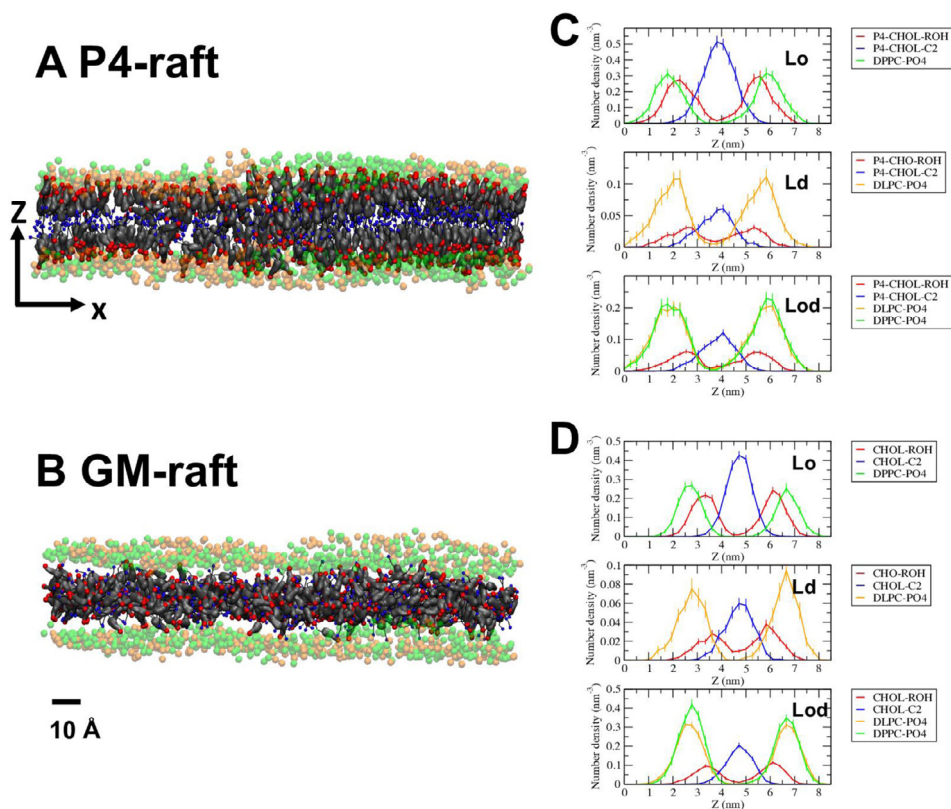 A P4-raft
Z
x
B GM-raft
10 Å
C
Number density (nm⁻³)
0.5
0.4
0.3
0.2
0.1
0
Lo
0 1 2 3 4 5 6 7 8
Z (nm)
P4-CHOL-ROH
P4-CHOL-C2
DPPC-PO4
Number density (nm⁻³)
0.1
0.05
0
Ld
0 1 2 3 4 5 6 7 8
Z (nm)
P4-CHO-ROH
P4-CHOL-C2
DLPC-PO4
Number density (nm⁻³)
0.2
0.1
0
Lod
0 1 2 3 4 5 6 7 8
Z (nm)
P4-CHOL-ROH
P4-CHOL-C2
DLPC-PO4
DPPC-PO4
D
Number density (nm⁻³)
0.5
0.4
0.3
0.2
0.1
0
Lo
0 1 2 3 4 5 6 7 8
Z (nm)
CHOL-ROH
CHOL-C2
DPPC-PO4
Number density (nm⁻³)
0.1
0.08
0.06
0.04
0.02
0
Ld
0 1 2 3 4 5 6 7 8
Z (nm)
CHO-ROH
CHOL-C2
DLPC-PO4
Number density (nm⁻³)
0.5
0.4
0.3
0.2
0.1
0
Lod
0 1 2 3 4 5 6 7 8
Z (nm)
CHOL-ROH
CHOL-C2
DLPC-PO4
DPPC-PO4